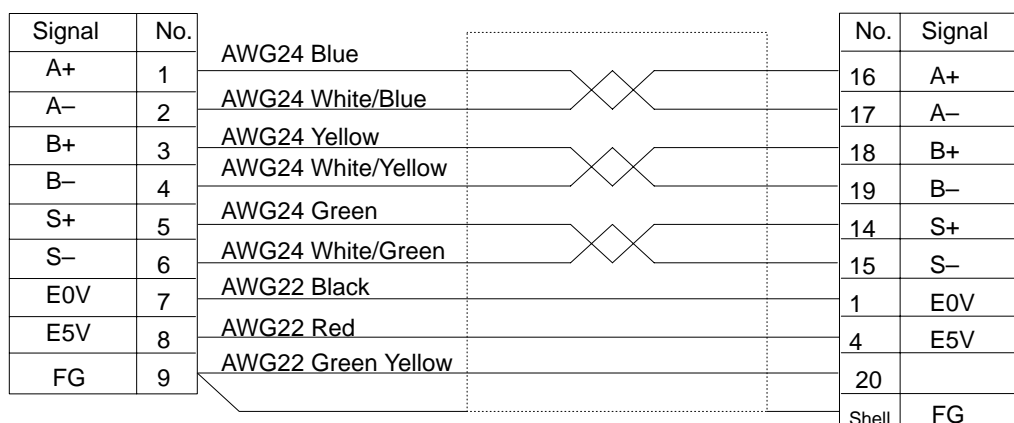 Signal No. No. Signal
A+ 1 AWG24 Blue 16 A+
A– 2 AWG24 White/Blue 17 A–
B+ 3 AWG24 Yellow 18 B+
B– 4 AWG24 White/Yellow 19 B–
S+ 5 AWG24 Green 14 S+
S– 6 AWG24 White/Green 15 S–
E0V 7 AWG22 Black 1 E0V
E5V 8 AWG22 Red 4 E5V
FG 9 AWG22 Green Yellow 20
Shell FG